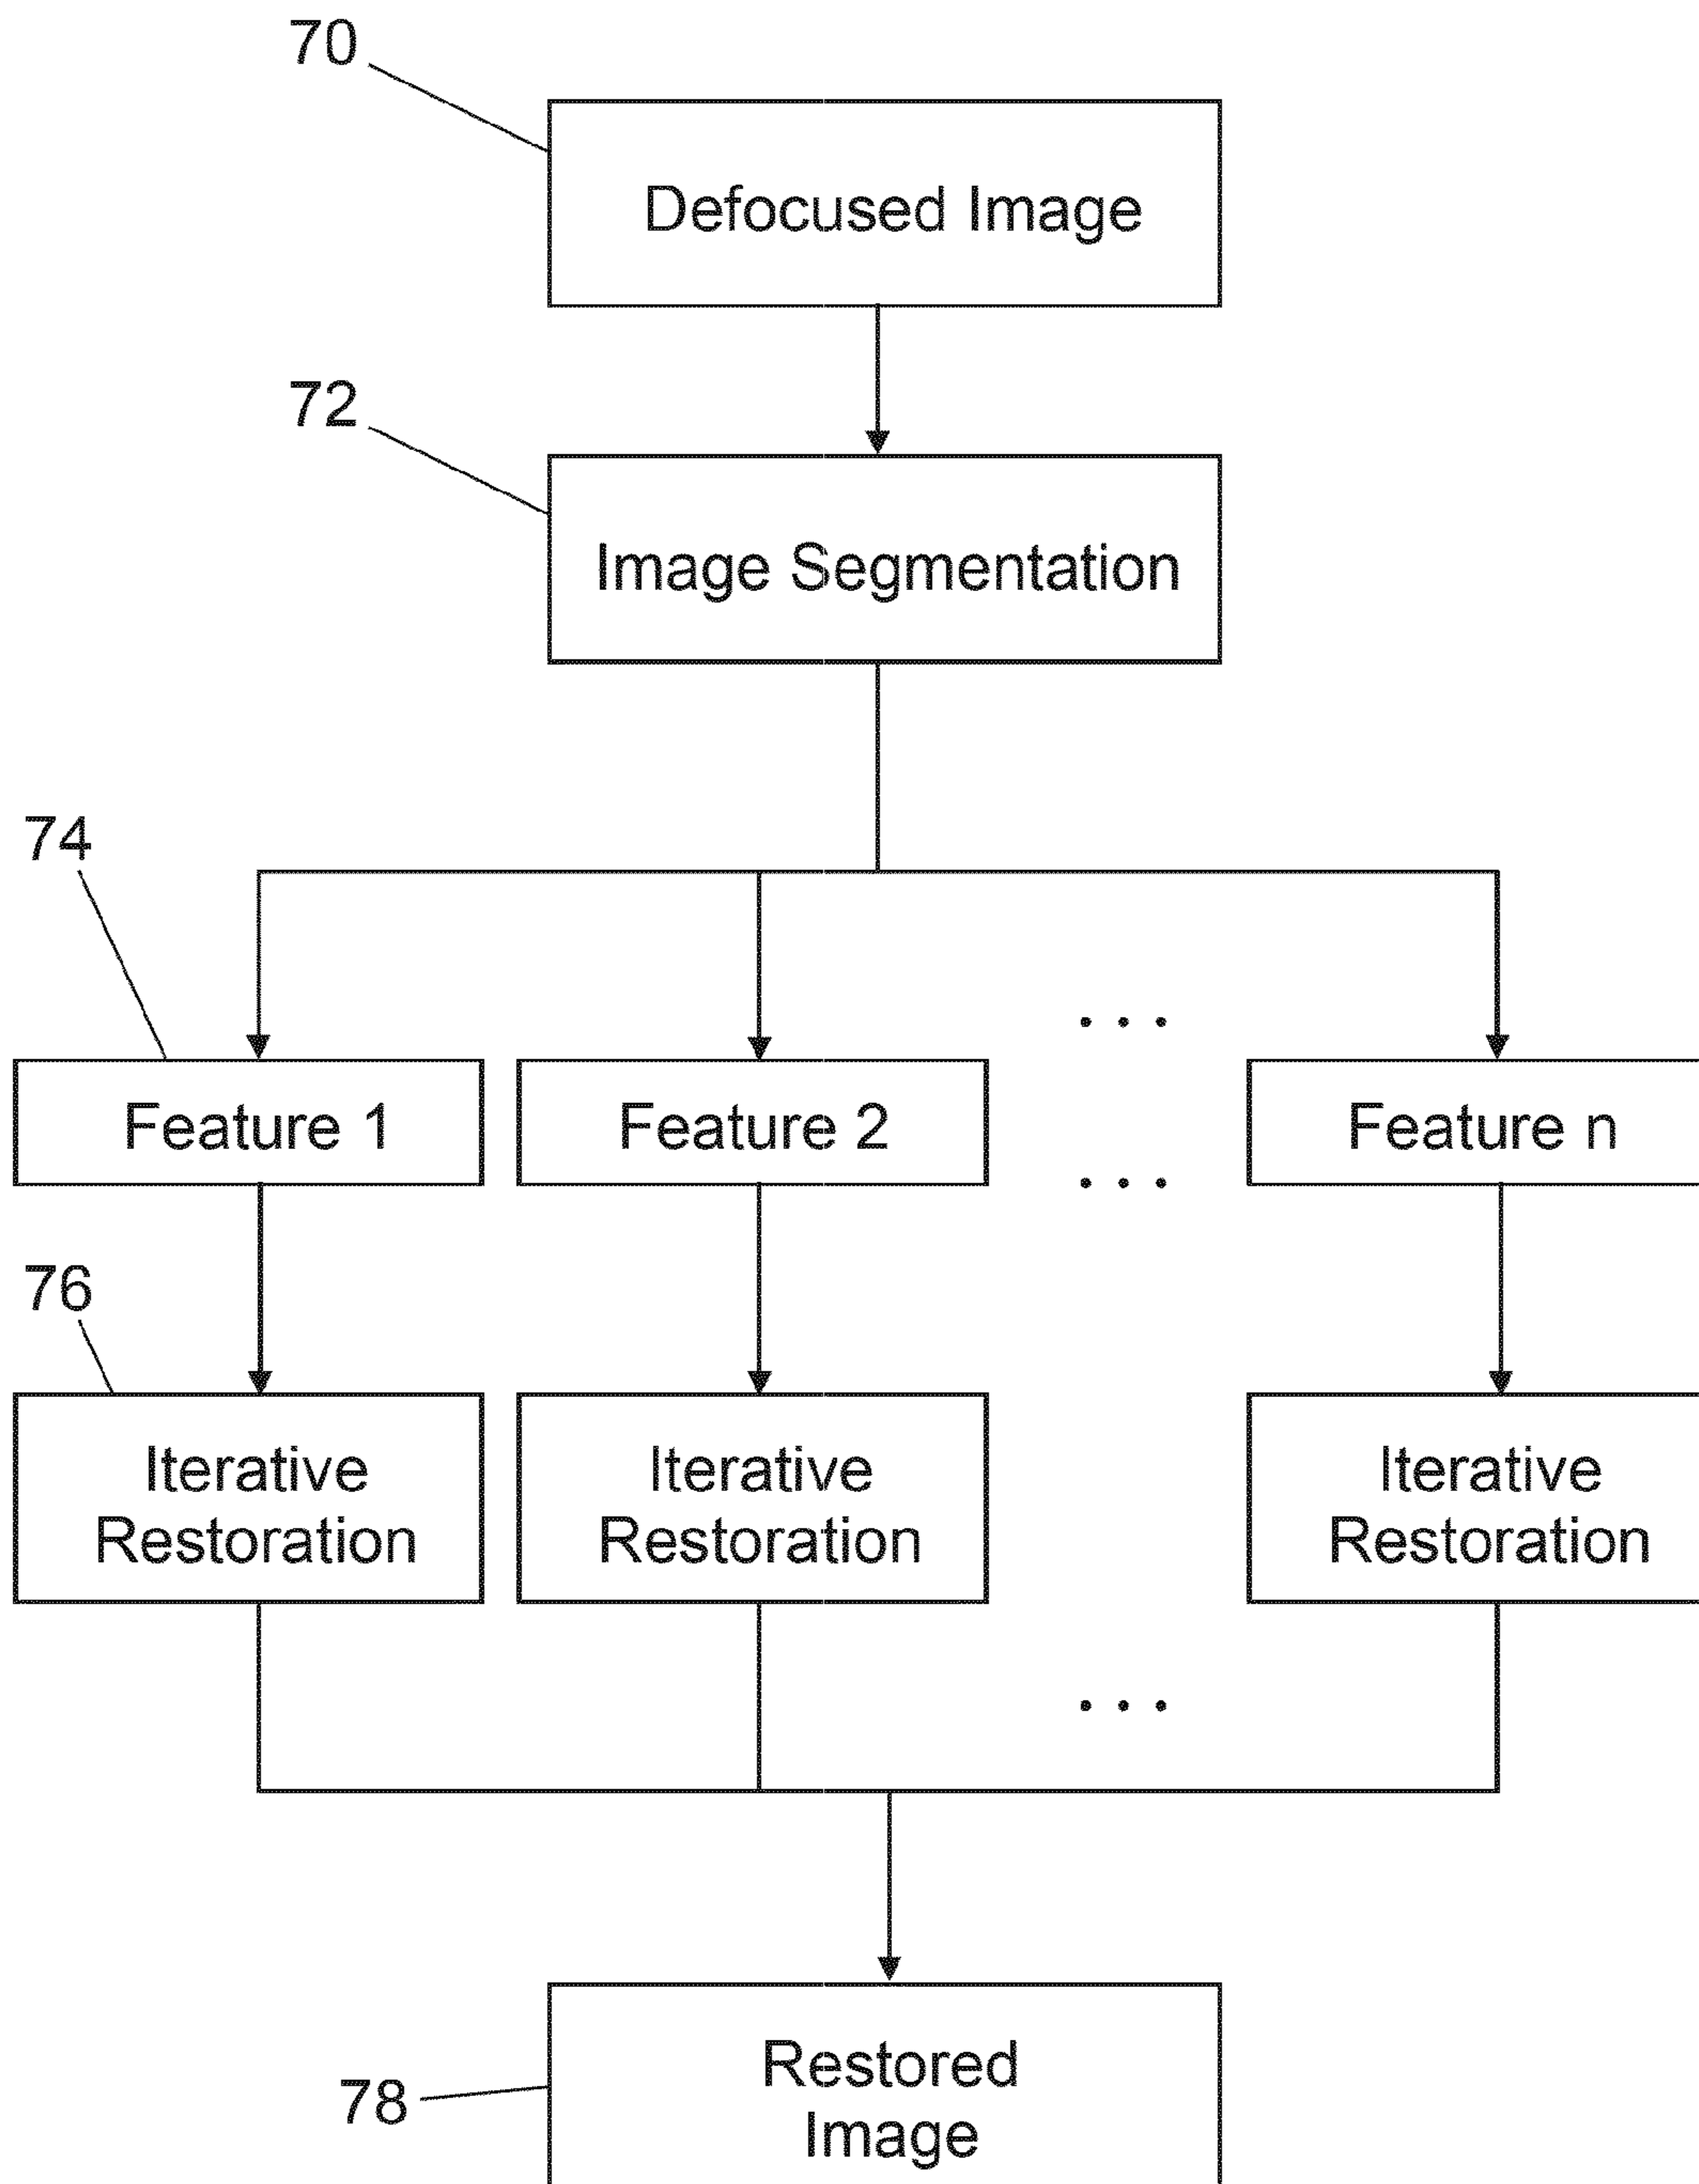 70
Defocused Image
72
Image Segmentation
74
. . .
Feature 1
Feature 2
Feature n
. . .
76
Iterative
Restoration
Iterative
Restoration
Iterative
Restoration
. . .
Restored
Image
78